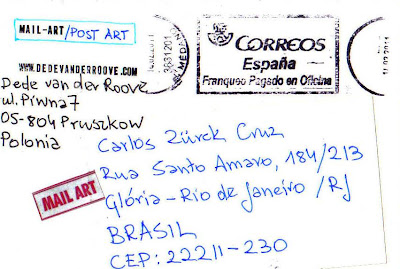 MAIL-ART/POST ART
WWW.DEDEVANDERROOVE.COM
Dede van der Roove
ul. Piwna 7
05-804 Pruszkow
Polonia
CORREOS
España
Franqueo Pagado en Oficina
3631201
MAIL ART
Carlos Zürck Cruz
Rua Santo Amaro, 184/213
Glória - Rio de Janeiro /RJ
BRASIL
CEP: 22211-230